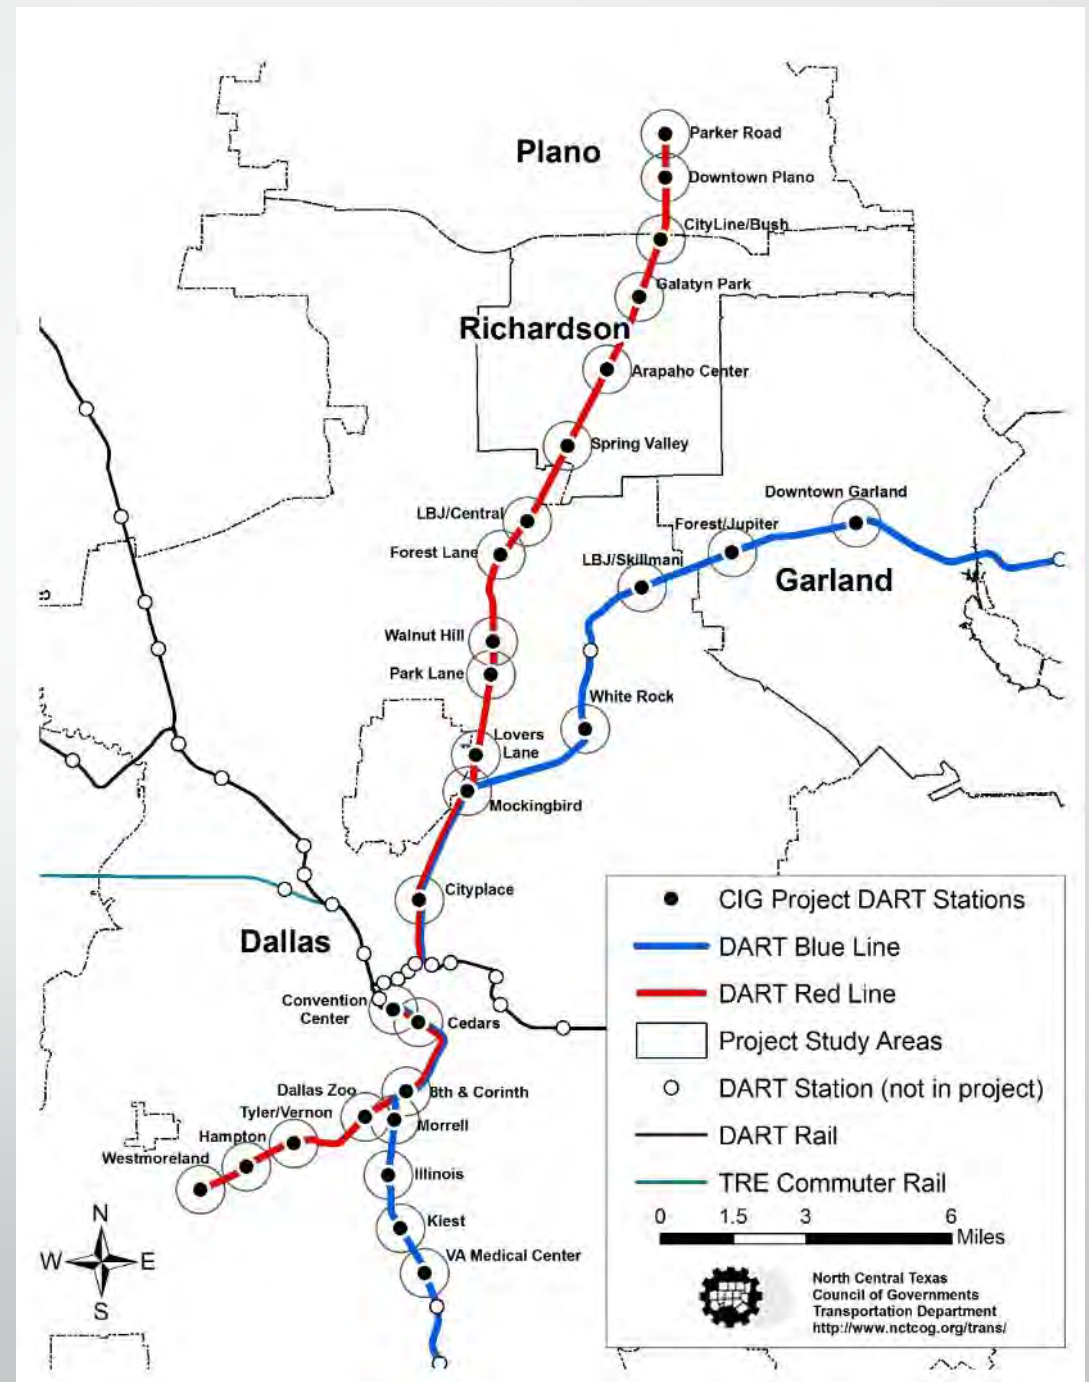 Parker Road
Plano
Downtown Plano
CityLine/Bush
Galatyn Park
Richardson
Arapaho Center
Spring Valley
Downtown Garland
LBJ/Central
Forest/Jupiter
Forest Lane
LBJ/Skillman
Garland
Walnut Hill
Park Lane
White Rock
Lovers
Lane
Mockingbird
Cityplace
Dallas
Convention
Center
Cedars
Dallas Zoo
8th & Corinth
Tyler/Vernon
Morrell
Hampton
Westmoreland
Illinois
Kiest
VA Medical Center
CIG Project DART Stations
DART Blue Line
DART Red Line
Project Study Areas
DART Station (not in project)
DART Rail
TRE Commuter Rail
0 1.5 3 6
Miles
N
W E
S
North Central Texas
Council of Governments
Transportation Department
http://www.nctcog.org/trans/